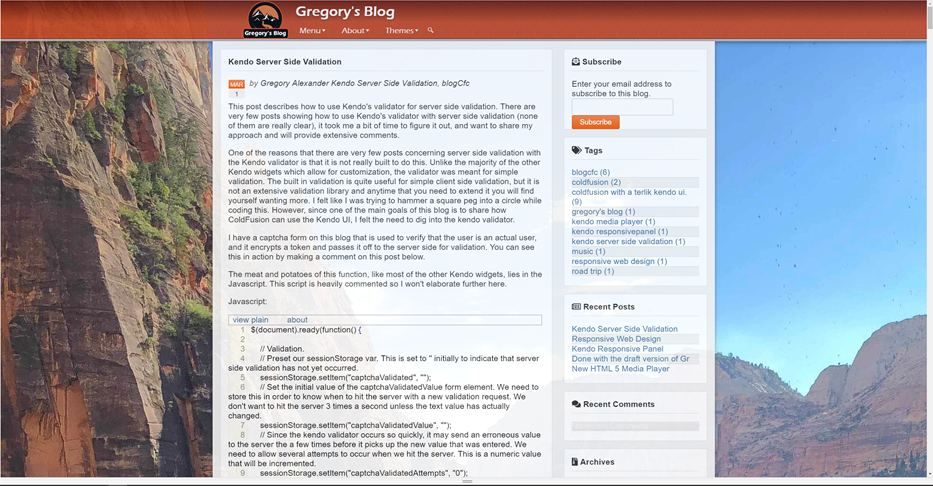 Gregory's Blog
Gregory's Blog
Menu
About
Themes
Kendo Server Side Validation
MAR
1
by Gregory Alexander Kendo Server Side Validation, blogCfc
This post describes how to use Kendo's validator for server side validation. There are
very few posts showing how to use Kendo's validator with server side validation (none
of them are really clear), it took me a bit of time to figure it out, and want to share my
approach and will provide extensive comments.
One of the reasons that there are very few posts concerning server side validation with
the Kendo validator is that it is not really built to do this. Unlike the majority of the other
Kendo widgets which allow for customization, the validator was meant for simple
validation. The built in validation is quite useful for simple client side validation, but it is
not an extensive validation library and anytime that you need to extend it you will find
yourself wanting more. I felt like I was trying to hammer a square peg into a circle while
coding this. However, since one of the main goals of this blog is to share how
ColdFusion can use the Kendo UI, I felt the need to dig into the kendo validator.
I have a captcha form on this blog that is used to verify that the user is an actual user,
and it encrypts a token and passes it off to the server side for validation. You can see
this in action by making a comment on this post below.
The meat and potatoes of this function, like most of the other Kendo widgets, lies in the
Javascript. This script is heavily commented so I won't elaborate further here.
Javascript:
view plain about
1 $(document).ready(function() {
2
3 // Validation.
4 // Preset our sessionStorage var. This is set to '' initially to indicate that server
side validation has not yet occurred.
5 sessionStorage.setItem("captchaValidated", "");
6 // Set the initial value of the captchaValidatedValue form element. We need to
store this in order to know when to hit the server with a new validation request. We
don't want to hit the server 3 times a second unless the text value has actually
changed.
7 sessionStorage.setItem("captchaValidatedValue", "");
8 // Since the kendo validator occurs so quickly, it may send an erroneous value
to the server the a few times before it picks up the new value that was entered. We
need to allow several attempts to occur when we hit the server. This is a numeric value
that will be incremented.
9 sessionStorage.setItem("captchaValidatedAttempts", "0");
Subscribe
Enter your email address to
subscribe to this blog.
Subscribe
Tags
blogcfc (6)
coldfusion (2)
coldfusion with a terlik kendo ui.
(9)
gregory's blog (1)
kendo media player (1)
kendo responsivepanel (1)
kendo server side validation (1)
music (1)
responsive web design (1)
road trip (1)
Recent Posts
Kendo Server Side Validation
Responsive Web Design
Kendo Responsive Panel
Done with the draft version of Gr
New HTML 5 Media Player
Recent Comments
Archives